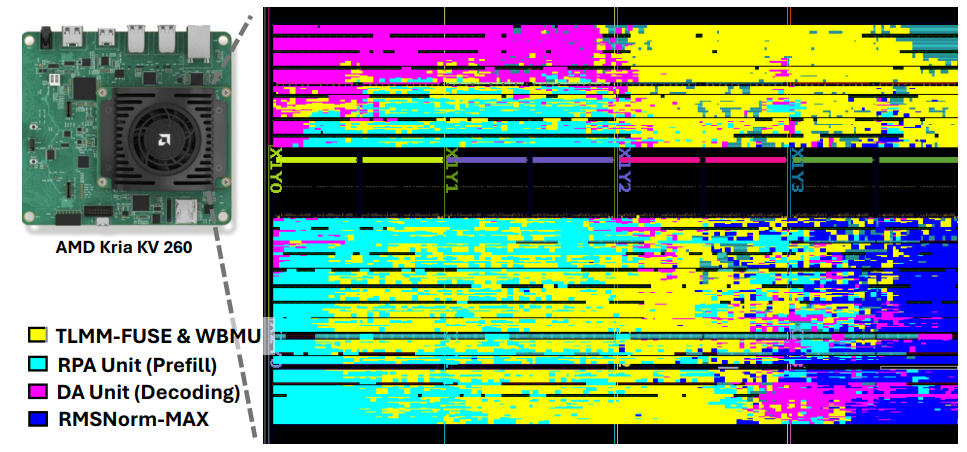 X1Y0
X1Y1
X1Y2
X1Y3
AMD Kria KV 260
TLMM-FUSE & WBMU
RPA Unit (Prefill)
DA Unit (Decoding)
RMSNorm-MAX